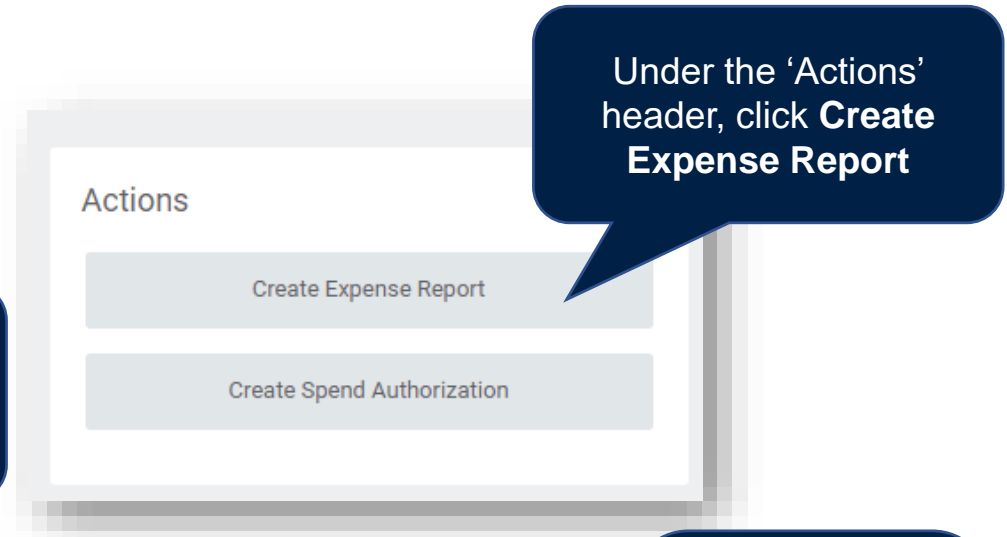 Under the ‘Actions’
header, click Create
Expense Report
Actions
Create Expense Report
Create Spend Authorization